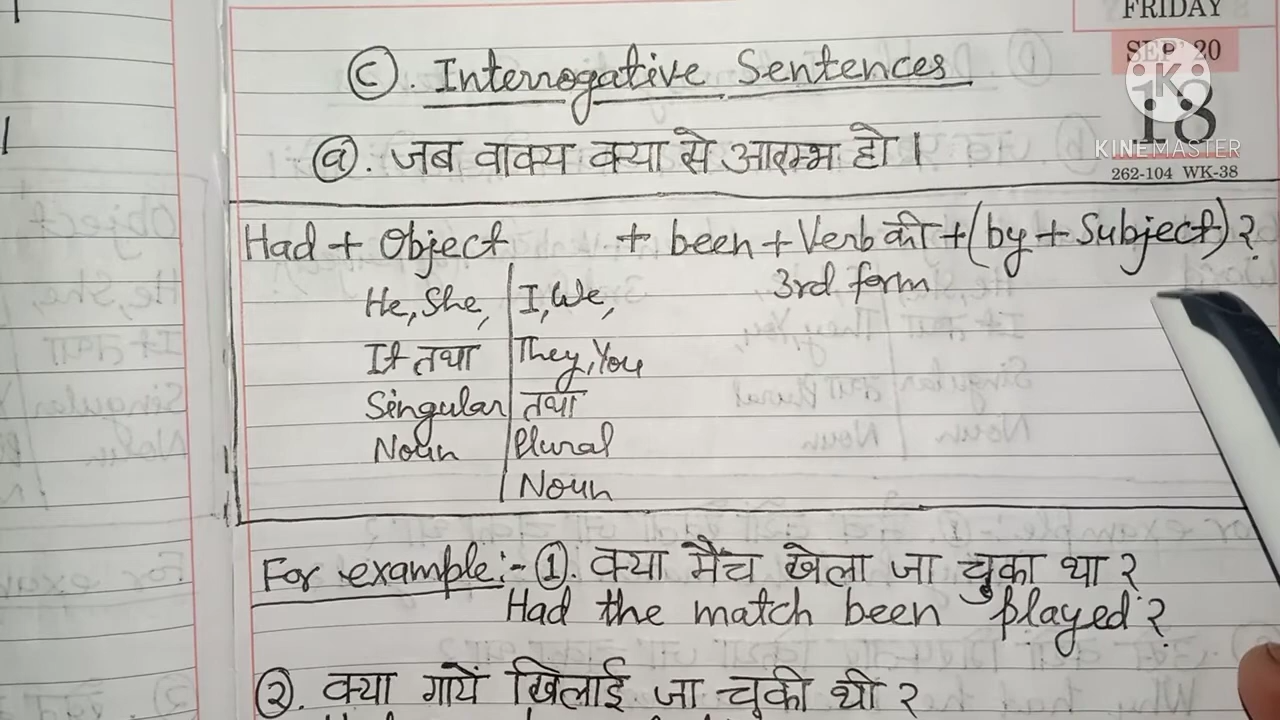 FRIDAY
SEP' 20
18
KINEMASTER
262-104 WK-38
Ⓒ. Interrogative Sentences
ⓐ. जब वाक्य क्या से आरम्भ हो ।
Had + Object + been + Verb की + (by + Subject) ?
He, She, | I, We, 3rd form
It तथा | They, You
Singular | तथा
Noun | Plural
Noun
For example:- ①. क्या मैच खेला जा चुका था ?
Had the match been played ?
②. क्या गायें खिलाई जा चुकी थी ?